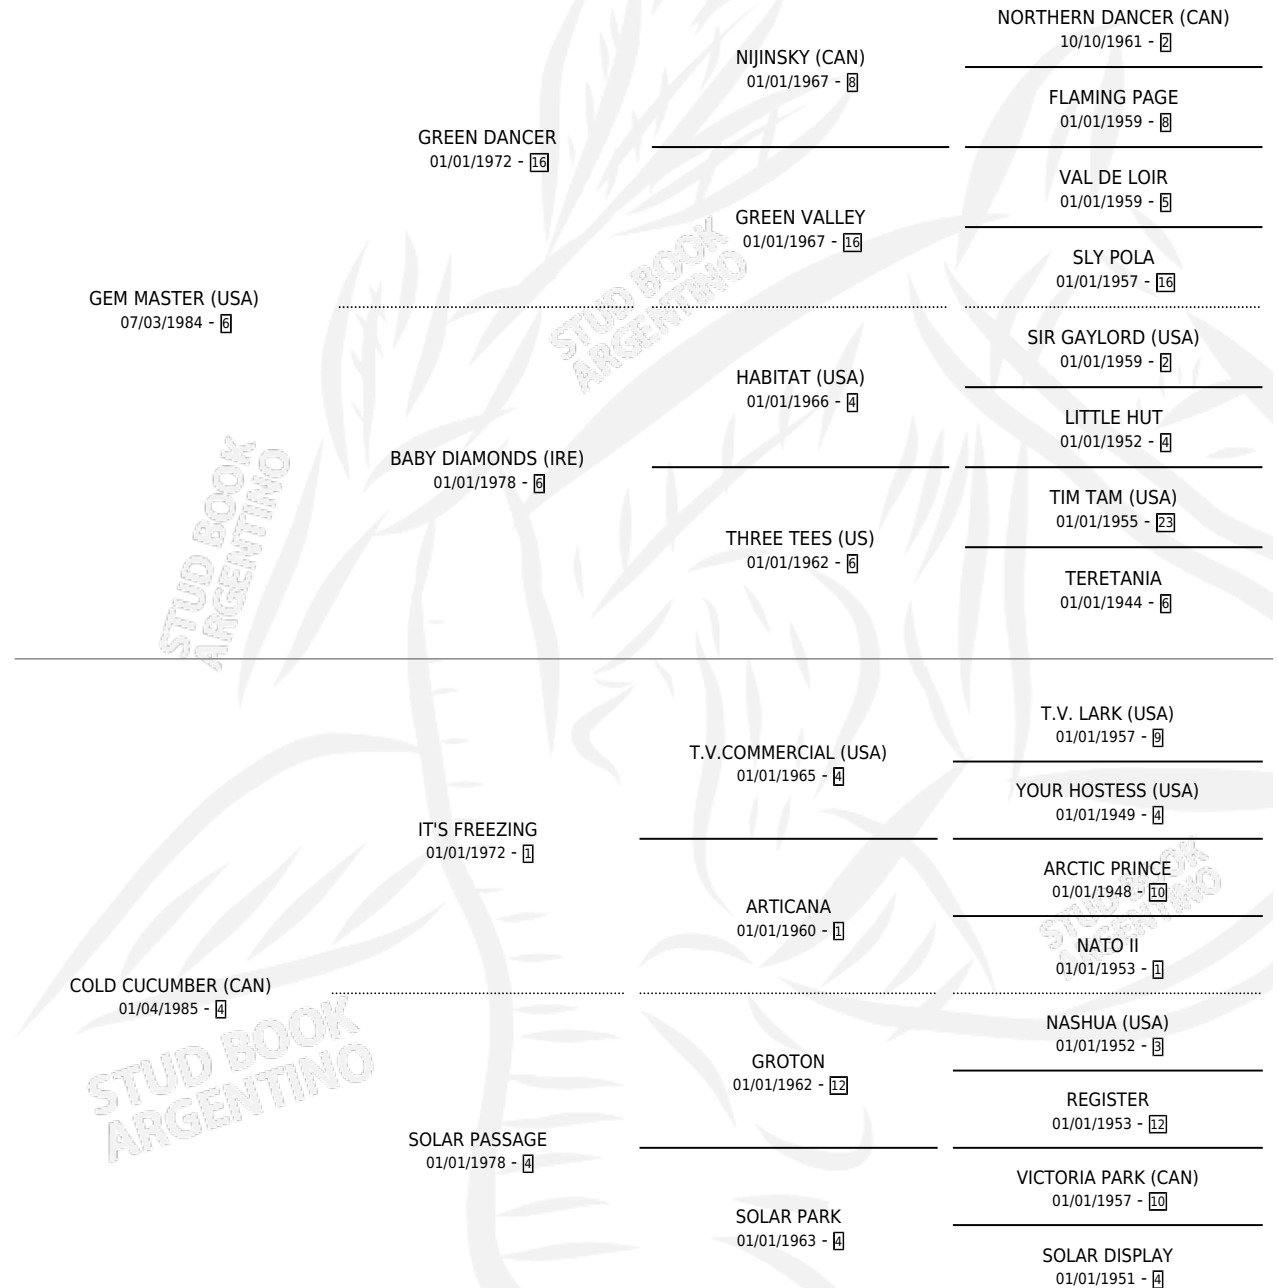 NORTHERN DANCER (CAN)
10/10/1961 - 2
NIJINSKY (CAN)
01/01/1967 - 8
FLAMING PAGE
01/01/1959 - 8
GREEN DANCER
01/01/1972 - 16
VAL DE LOIR
01/01/1959 - 5
GREEN VALLEY
01/01/1967 - 16
SLY POLA
01/01/1957 - 16
GEM MASTER (USA)
07/03/1984 - 6
SIR GAYLORD (USA)
01/01/1959 - 2
HABITAT (USA)
01/01/1966 - 4
LITTLE HUT
01/01/1952 - 4
BABY DIAMONDS (IRE)
01/01/1978 - 6
TIM TAM (USA)
01/01/1955 - 23
THREE TEES (US)
01/01/1962 - 6
TERETANIA
01/01/1944 - 6
T.V. LARK (USA)
01/01/1957 - 9
T.V.COMMERCIAL (USA)
01/01/1965 - 4
YOUR HOSTESS (USA)
01/01/1949 - 4
IT'S FREEZING
01/01/1972 - 1
ARCTIC PRINCE
01/01/1948 - 10
ARTICANA
01/01/1960 - 1
NATO II
01/01/1953 - 1
COLD CUCUMBER (CAN)
01/04/1985 - 4
NASHUA (USA)
01/01/1952 - 3
GROTON
01/01/1962 - 12
REGISTER
01/01/1953 - 12
SOLAR PASSAGE
01/01/1978 - 4
VICTORIA PARK (CAN)
01/01/1957 - 10
SOLAR PARK
01/01/1963 - 4
SOLAR DISPLAY
01/01/1951 - 4
STUD BOOK
ARGENTINO
STUD BOOK
ARGENTINO
STUD BOOK
ARGENTINO
STUD BOOK
ARGENTINO